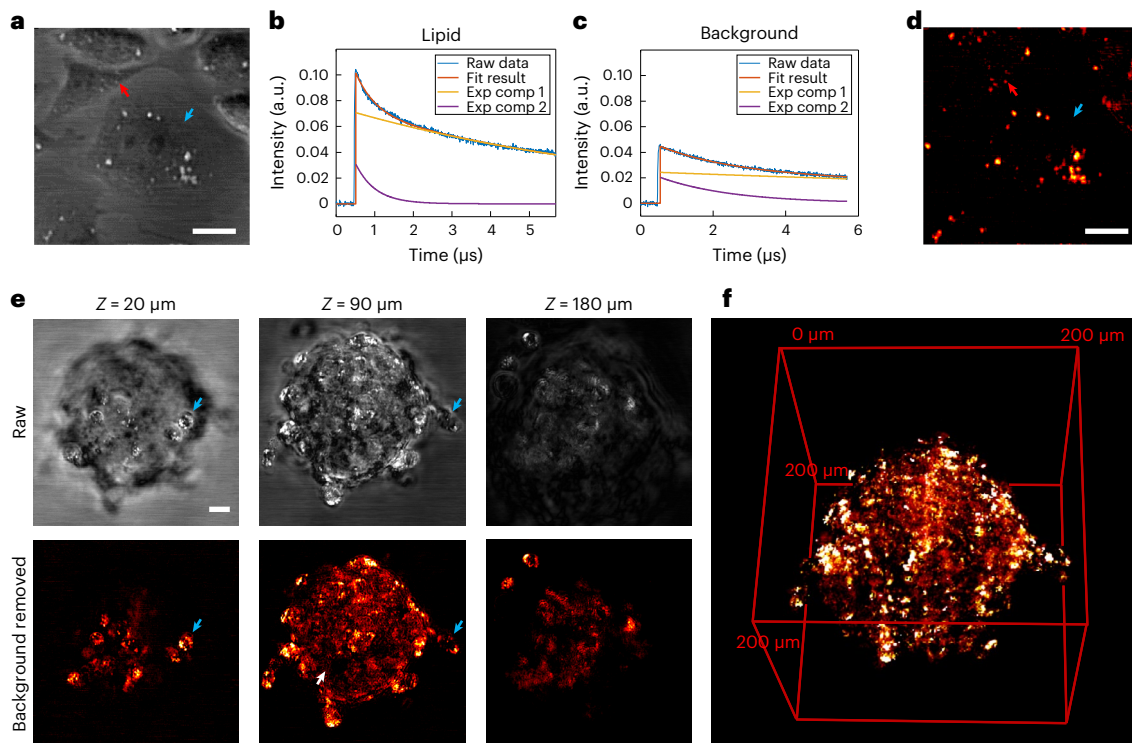 a
b
Lipid
Intensity (a.u.)
0.10
0.08
0.06
0.04
0.02
0
Raw data
Fit result
Exp comp 1
Exp comp 2
0 1 2 3 4 5
Time (µs)
c
Background
Intensity (a.u.)
0.10
0.08
0.06
0.04
0.02
0
Raw data
Fit result
Exp comp 1
Exp comp 2
0 2 4 6
Time (µs)
d
e
Z = 20 µm Z = 90 µm Z = 180 µm
Raw
Background removed
f
0 µm 200 µm
200 µm
200 µm